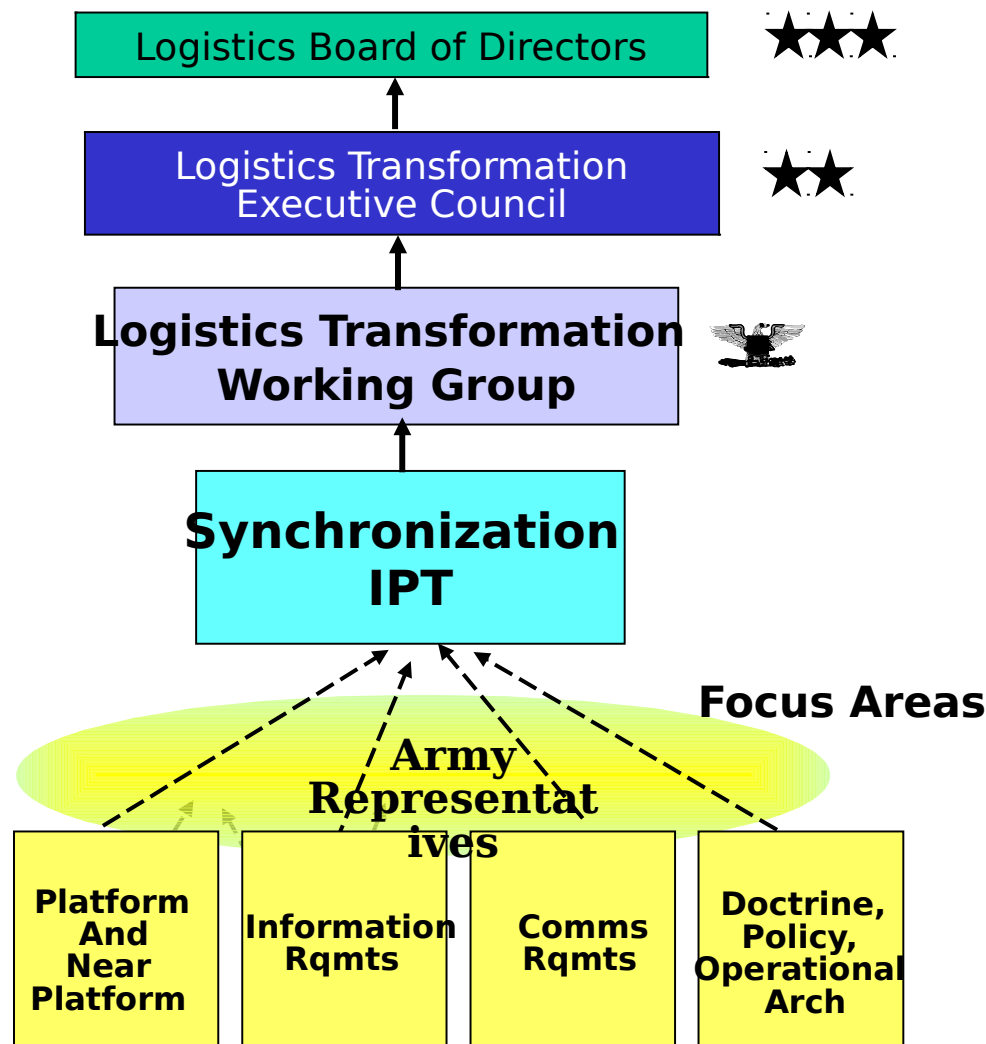 Logistics Board of Directors
Logistics Transformation
Executive Council
Logistics Transformation
Working Group
Synchronization
IPT
Focus Areas
Army
Representat
ives
Platform
And
Near
Platform
Information
Rqmts
Comms
Rqmts
Doctrine,
Policy,
Operational
Arch